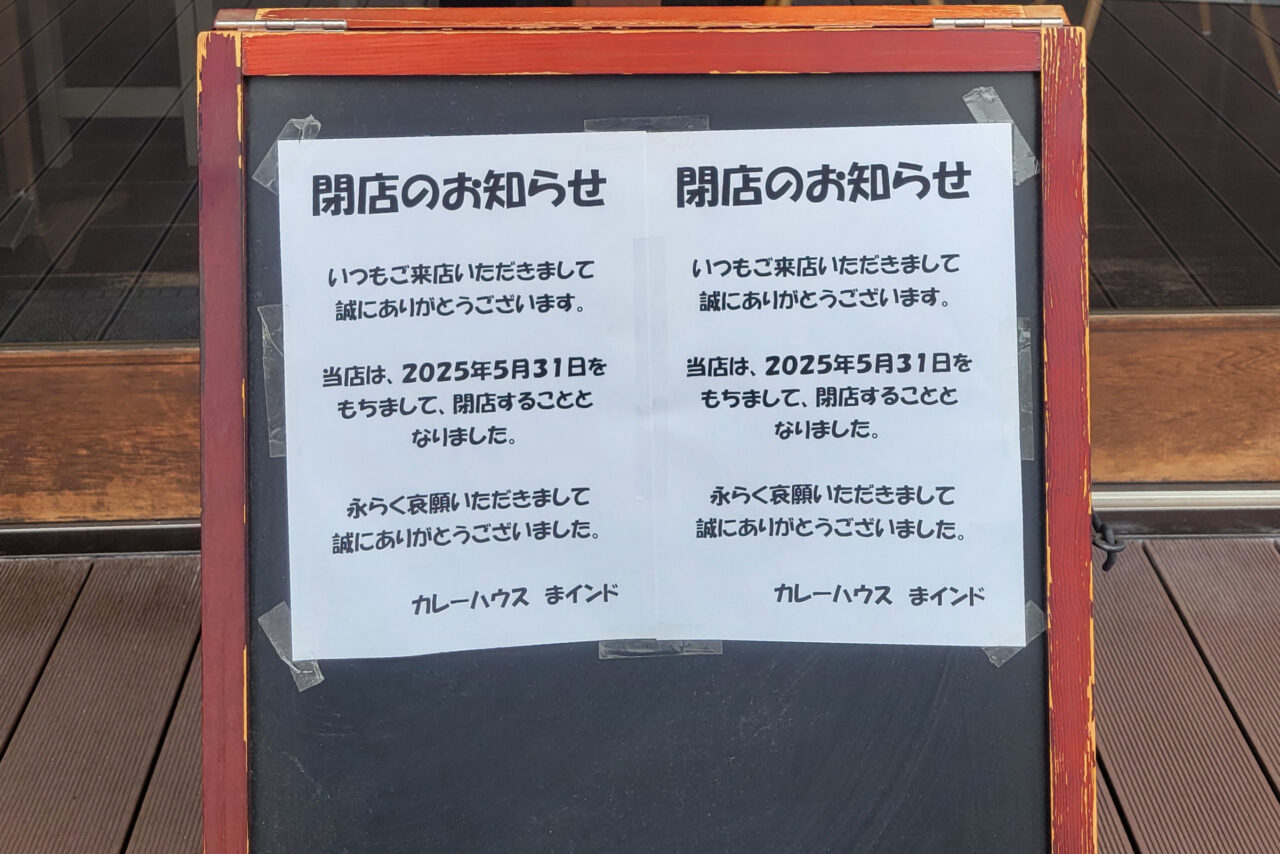 閉店のお知らせ
いつもご来店いただきまして
誠にありがとうございます。
当店は、2025年5月31日を
もちまして、閉店することと
なりました。
永らく哀願いただきまして
誠にありがとうございました。
カレーハウス まインド
閉店のお知らせ
いつもご来店いただきまして
誠にありがとうございます。
当店は、2025年5月31日を
もちまして、閉店することと
なりました。
永らく哀願いただきまして
誠にありがとうございました。
カレーハウス まインド